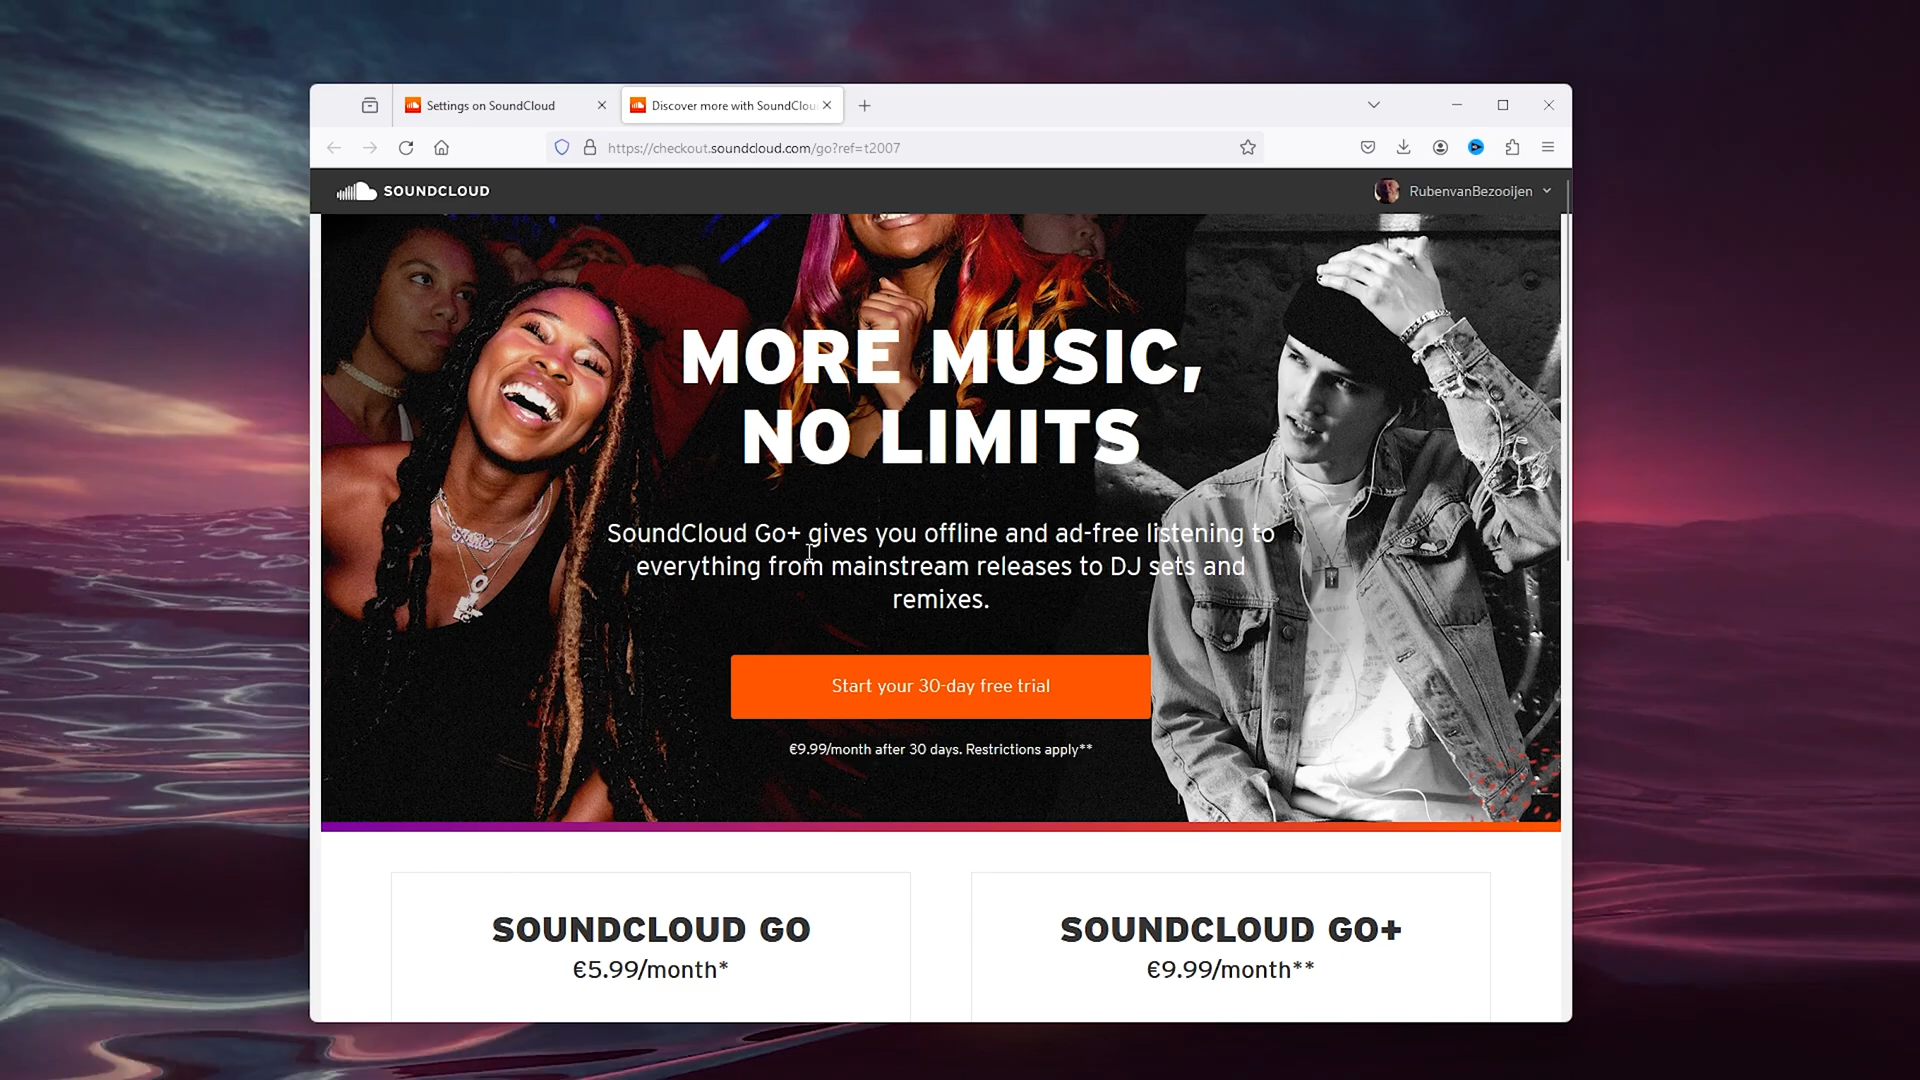 Settings on SoundCloud
Discover more with SoundClou
https://checkout.soundcloud.com/go?ref=t2007
SOUNDCLOUD
RubenvanBezooijen
MORE MUSIC,
NO LIMITS
SoundCloud Go+ gives you offline and ad-free listening to
everything from mainstream releases to DJ sets and
remixes.
Start your 30-day free trial
€9.99/month after 30 days. Restrictions apply**
SOUNDCLOUD GO
€5.99/month*
SOUNDCLOUD GO+
€9.99/month**